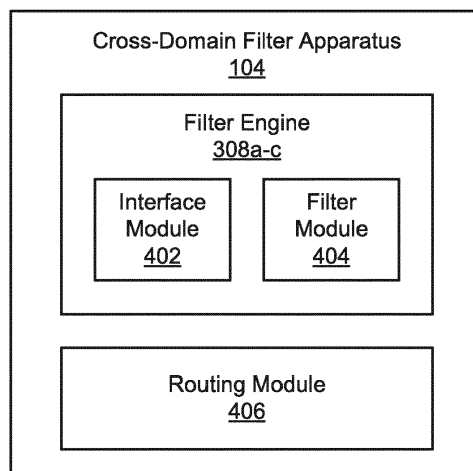 Cross-Domain Filter Apparatus
104
Filter Engine
308a-c
Interface
Module
402
Filter
Module
404
Routing Module
406